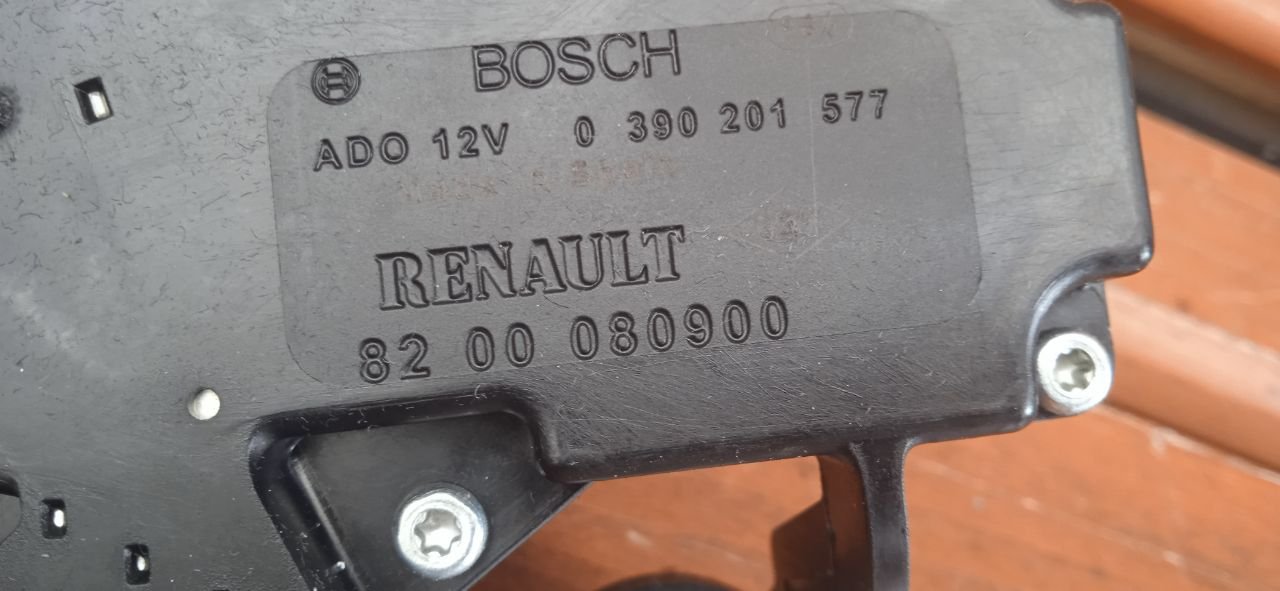 BOSCH
ADO 12V 0 390 201 577
RENAULT
82 00 080900